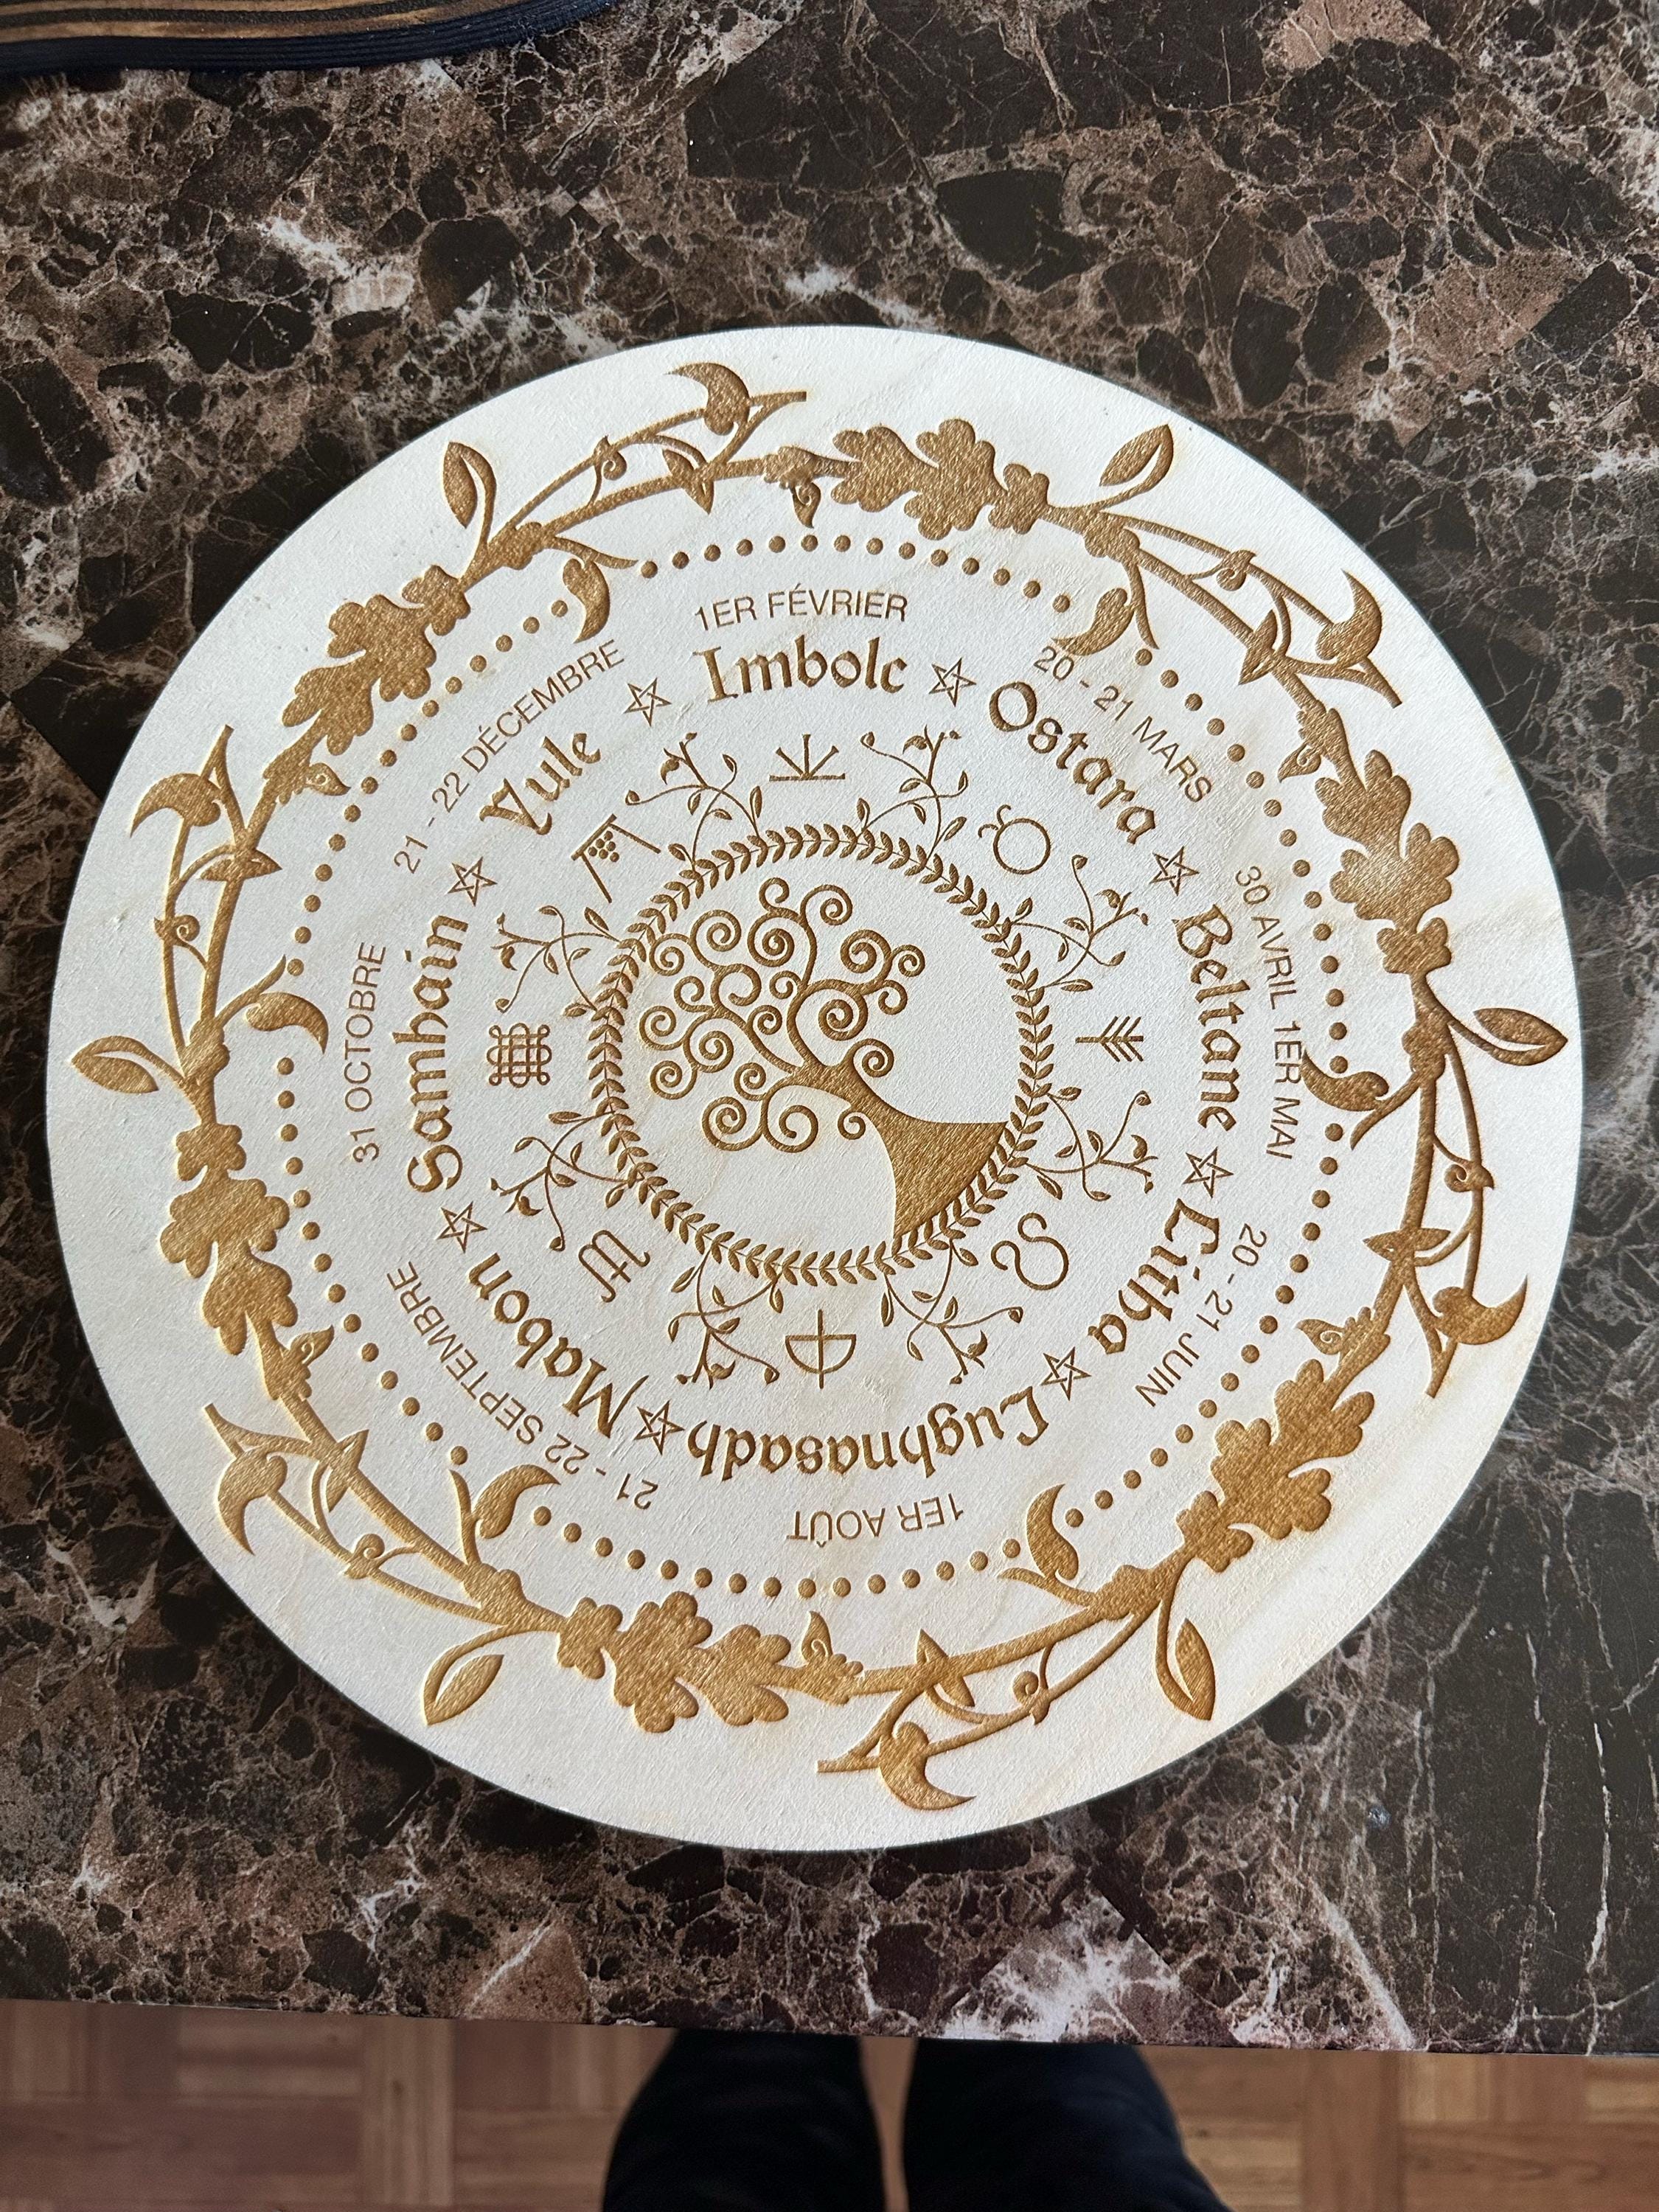 1ER FÉVRIER
Imbolc
20 - 21 MARS
Ostara
30 AVRIL 1ER MAI
Beltane
20 - 21 JUIN
Litha
1ER AOÛT
Lughnasadh
21 - 22 SEPTEMBRE
Mabon
31 OCTOBRE
Samhain
21 - 22 DÉCEMBRE
Yule